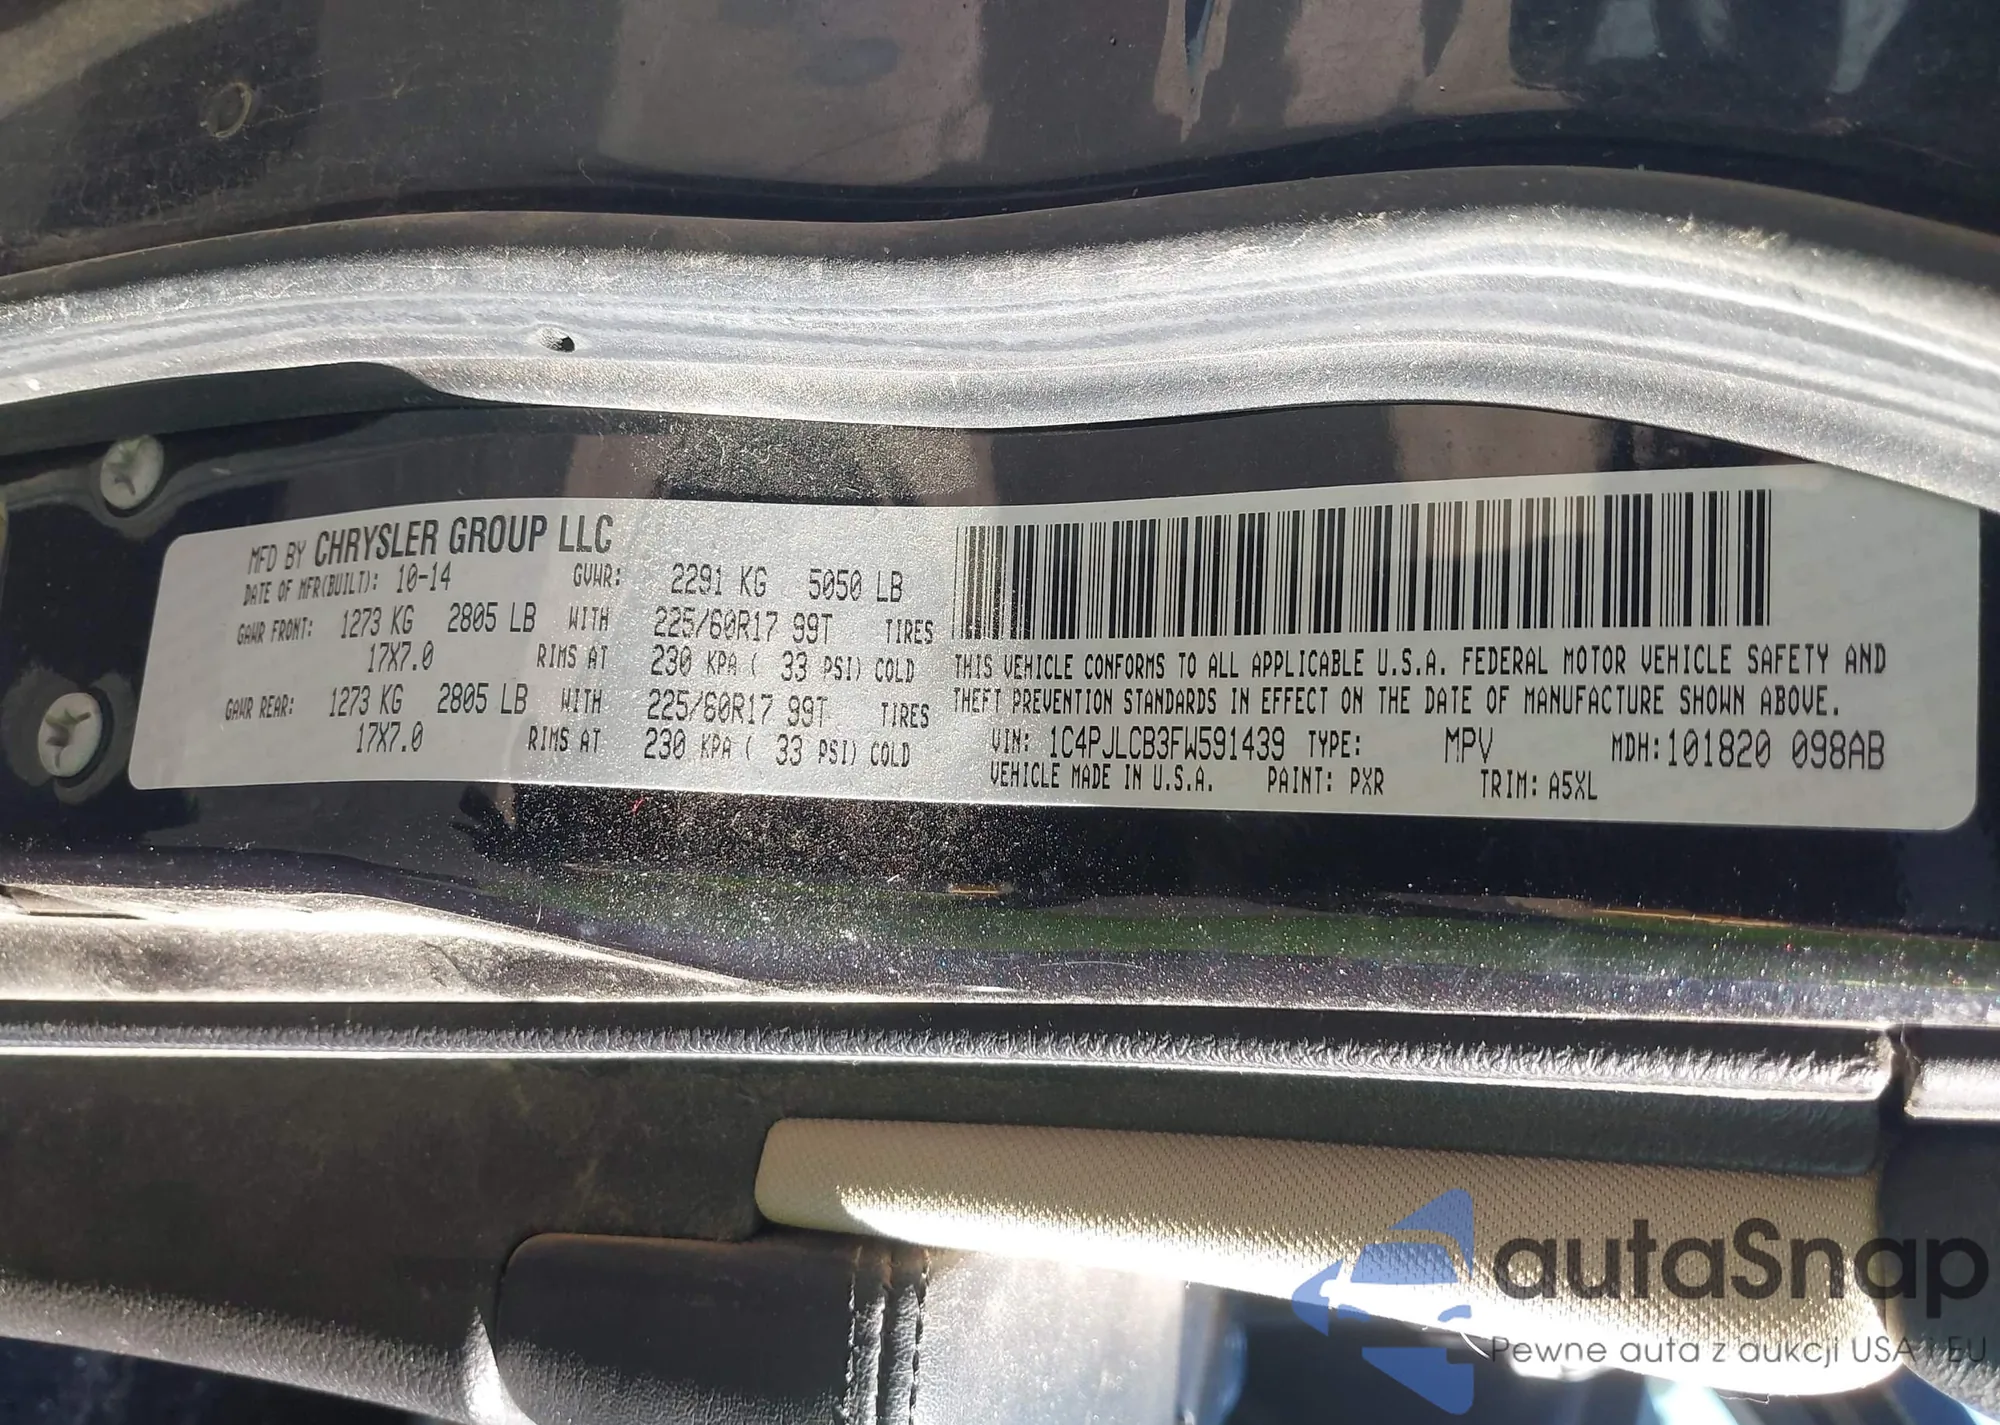 MFD BY CHRYSLER GROUP LLC
DATE OF MFR(BUILT): 10-14 GVWR: 2291 KG 5050 LB
GAWR FRONT: 1273 KG 2805 LB WITH 225/60R17 99T TIRES
17X7.0 RIMS AT 230 KPA ( 33 PSI) COLD
GAWR REAR: 1273 KG 2805 LB WITH 225/60R17 99T TIRES
17X7.0 RIMS AT 230 KPA ( 33 PSI) COLD
THIS VEHICLE CONFORMS TO ALL APPLICABLE U.S.A. FEDERAL MOTOR VEHICLE SAFETY AND
THEFT PREVENTION STANDARDS IN EFFECT ON THE DATE OF MANUFACTURE SHOWN ABOVE.
VIN: 1C4PJLCB3FW591439 TYPE: MPV MDH:101820 098AB
VEHICLE MADE IN U.S.A. PAINT: PXR TRIM: A5XL
autaSnap
Pewne auta z aukcji USA i EU